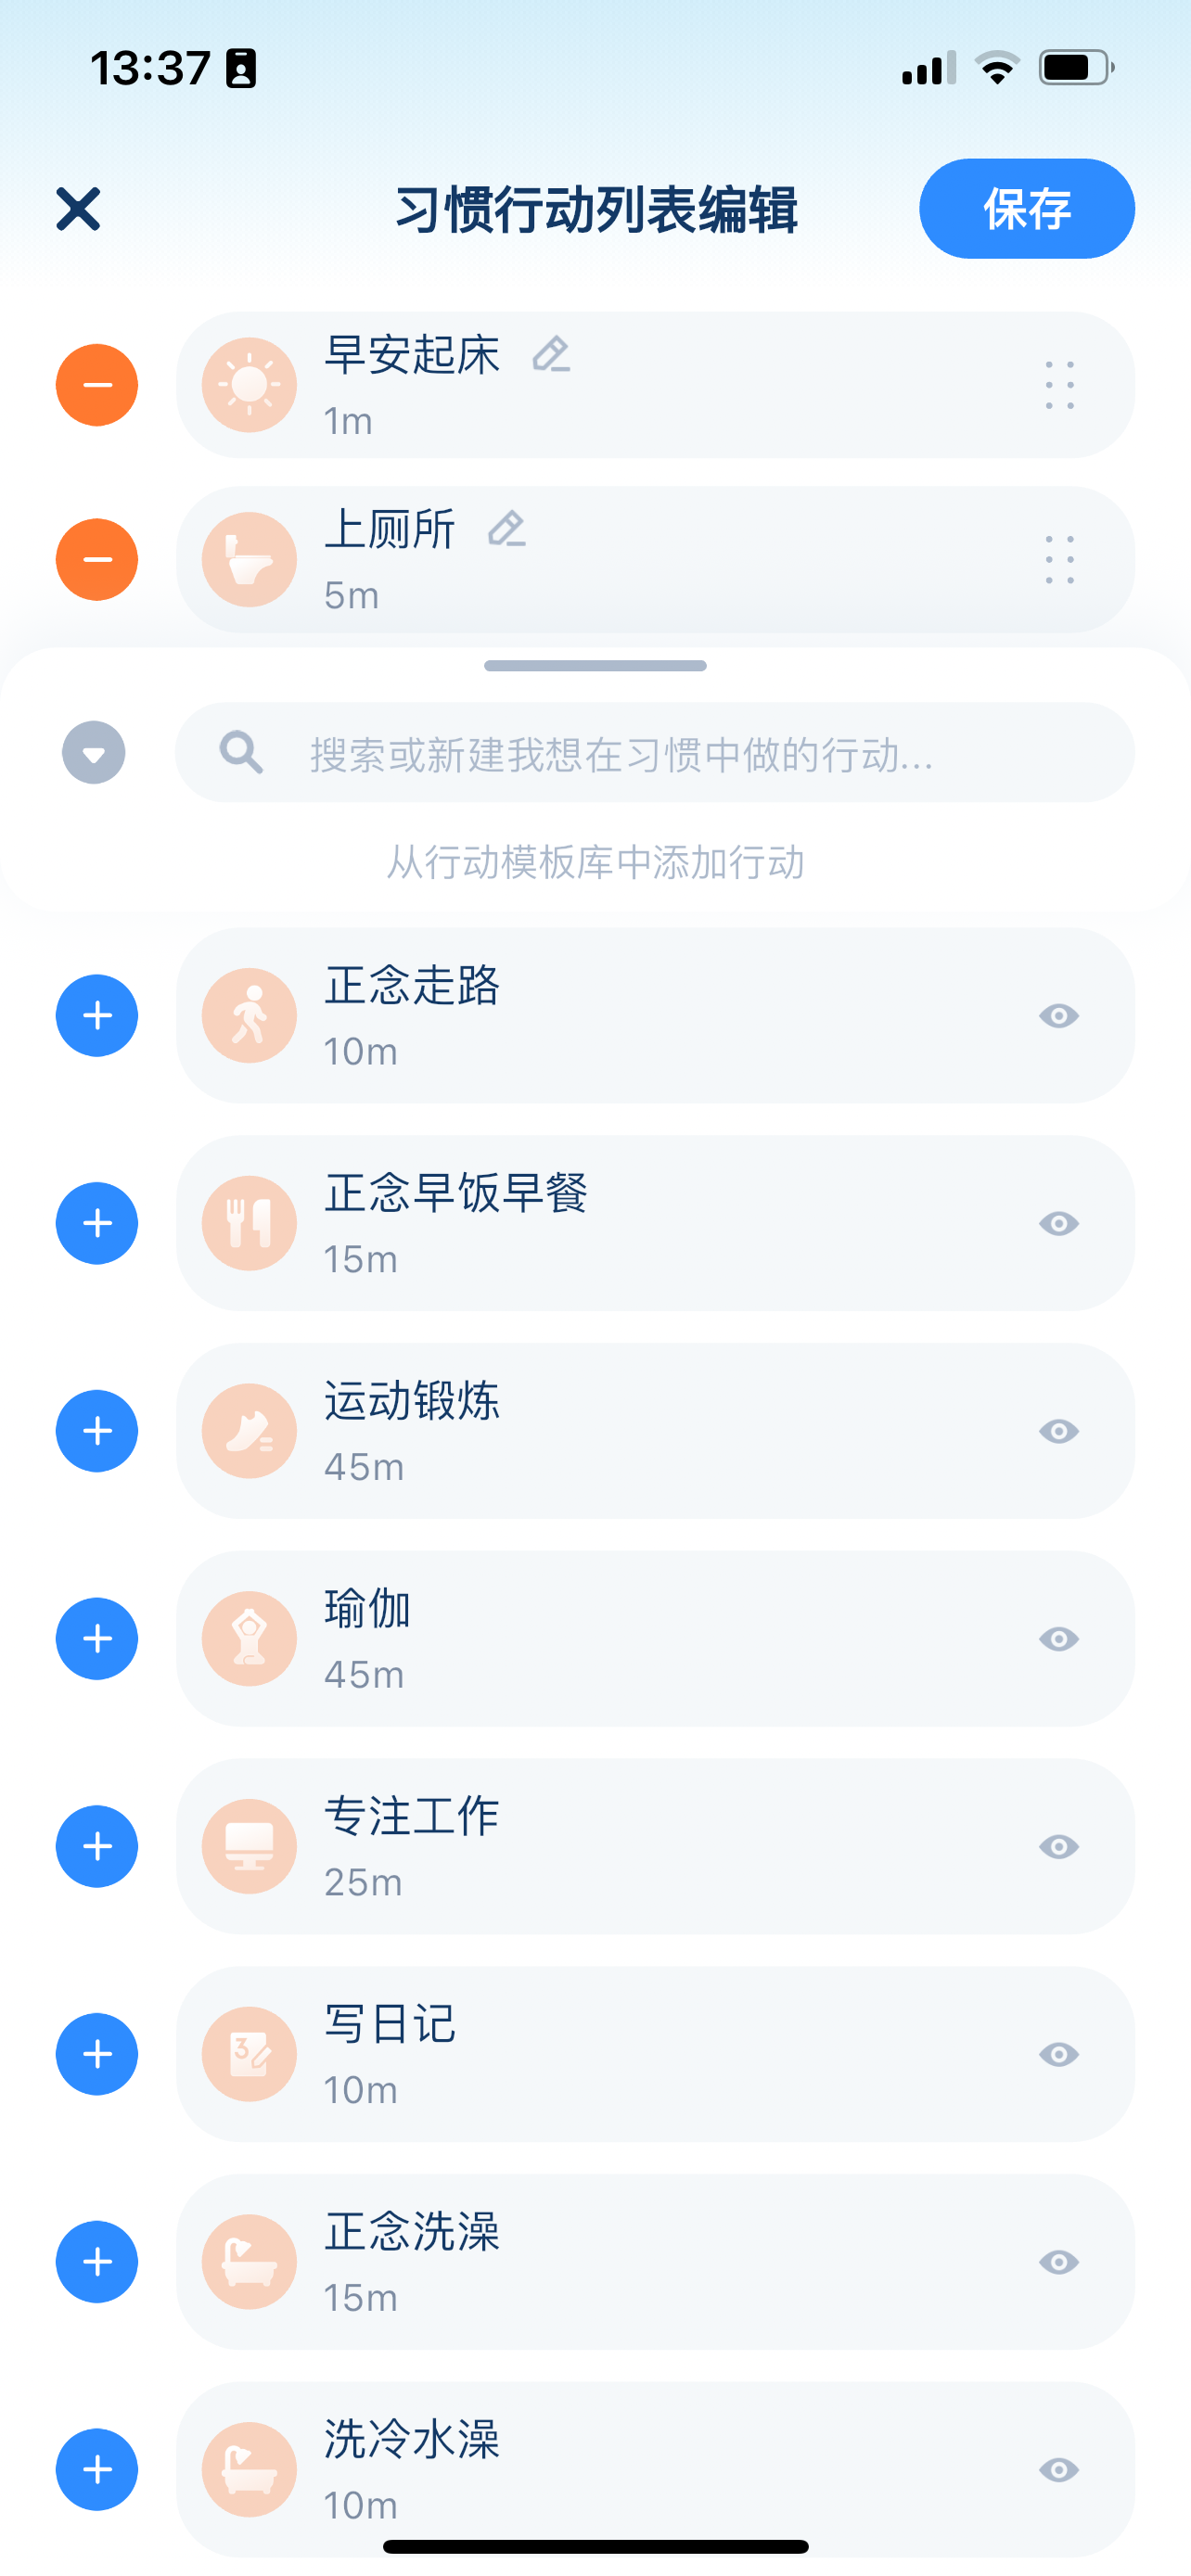 13:37
习惯行动列表编辑
保存
早安起床
1m
上厕所
5m
搜索或新建我想在习惯中做的行动...
从行动模板库中添加行动
正念走路
10m
正念早饭早餐
15m
运动锻炼
45m
瑜伽
45m
专注工作
25m
写日记
10m
正念洗澡
15m
洗冷水澡
10m